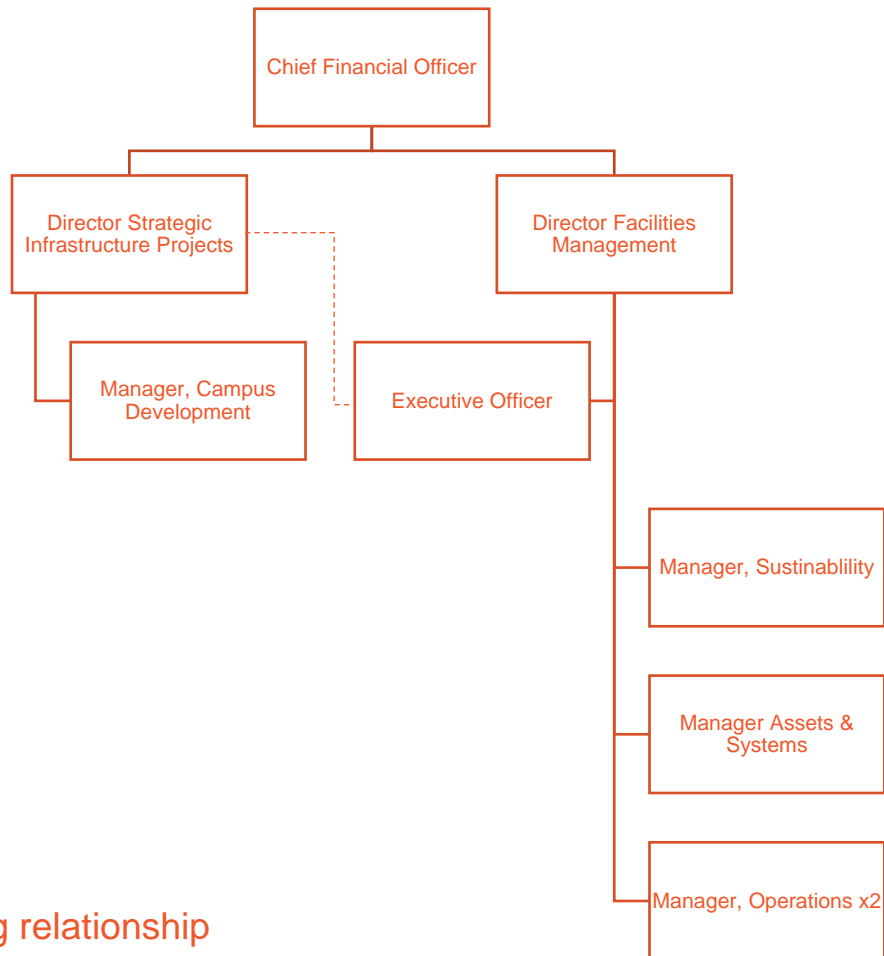 Chief Financial Officer
Director Strategic
Infrastructure Projects
Director Facilities
Management
Manager, Campus
Development
Executive Officer
Manager, Sustinablility
Manager Assets &
Systems
Manager, Operations x2
relationship